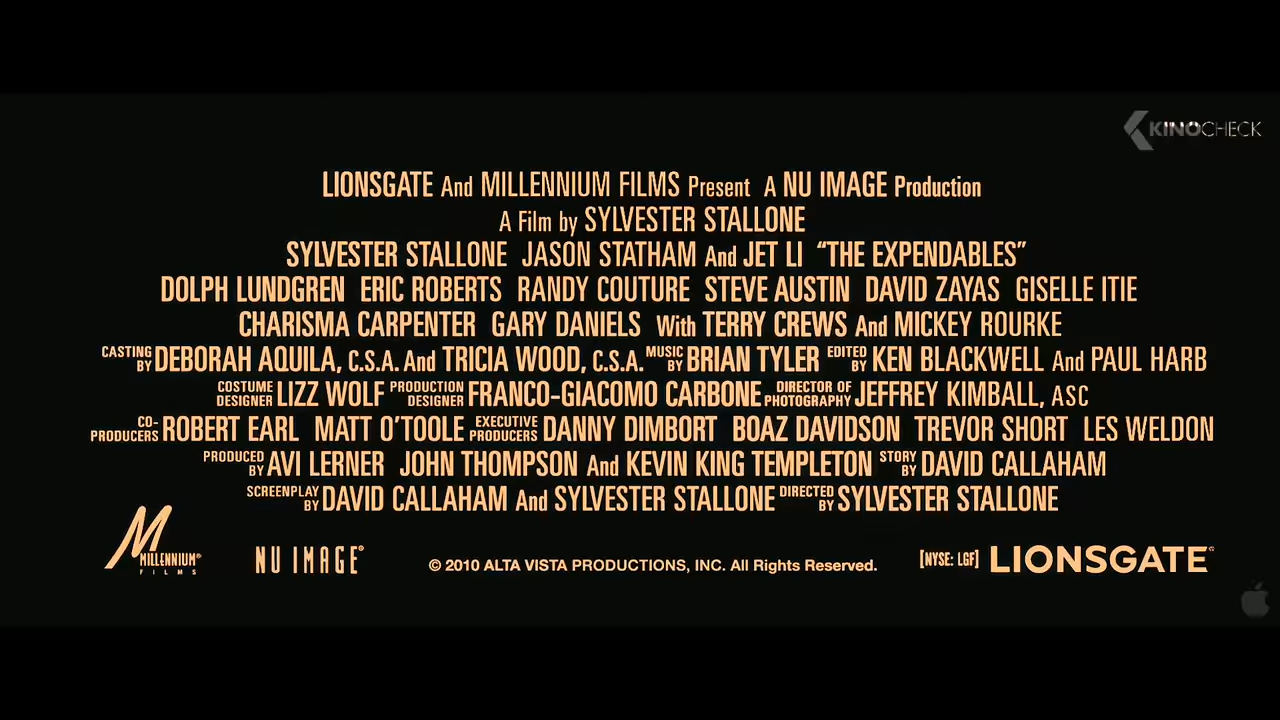 KINOCHECK
LIONSGATE And MILLENNIUM FILMS Present A NU IMAGE Production
A Film by SYLVESTER STALLONE
SYLVESTER STALLONE JASON STATHAM And JET LI “THE EXPENDABLES”
DOLPH LUNDGREN ERIC ROBERTS RANDY COUTURE STEVE AUSTIN DAVID ZAYAS GISELLE ITIE
CHARISMA CARPENTER GARY DANIELS With TERRY CREWS And MICKEY ROURKE
CASTING BY DEBORAH AQUILA, C.S.A. And TRICIA WOOD, C.S.A. MUSIC BY BRIAN TYLER EDITED BY KEN BLACKWELL And PAUL HARB
COSTUME DESIGNER LIZZ WOLF PRODUCTION DESIGNER FRANCO-GIACOMO CARBONE DIRECTOR OF PHOTOGRAPHY JEFFREY KIMBALL, ASC
CO-PRODUCERS ROBERT EARL MATT O'TOOLE EXECUTIVE PRODUCERS DANNY DIMBORT BOAZ DAVIDSON TREVOR SHORT LES WELDON
PRODUCED BY AVI LERNER JOHN THOMPSON And KEVIN KING TEMPLETON STORY BY DAVID CALLAHAM
SCREENPLAY BY DAVID CALLAHAM And SYLVESTER STALLONE DIRECTED BY SYLVESTER STALLONE
M MILLENNIUM® FILMS
NU IMAGE®
© 2010 ALTA VISTA PRODUCTIONS, INC. All Rights Reserved.
[NYSE: LGF] LIONSGATE